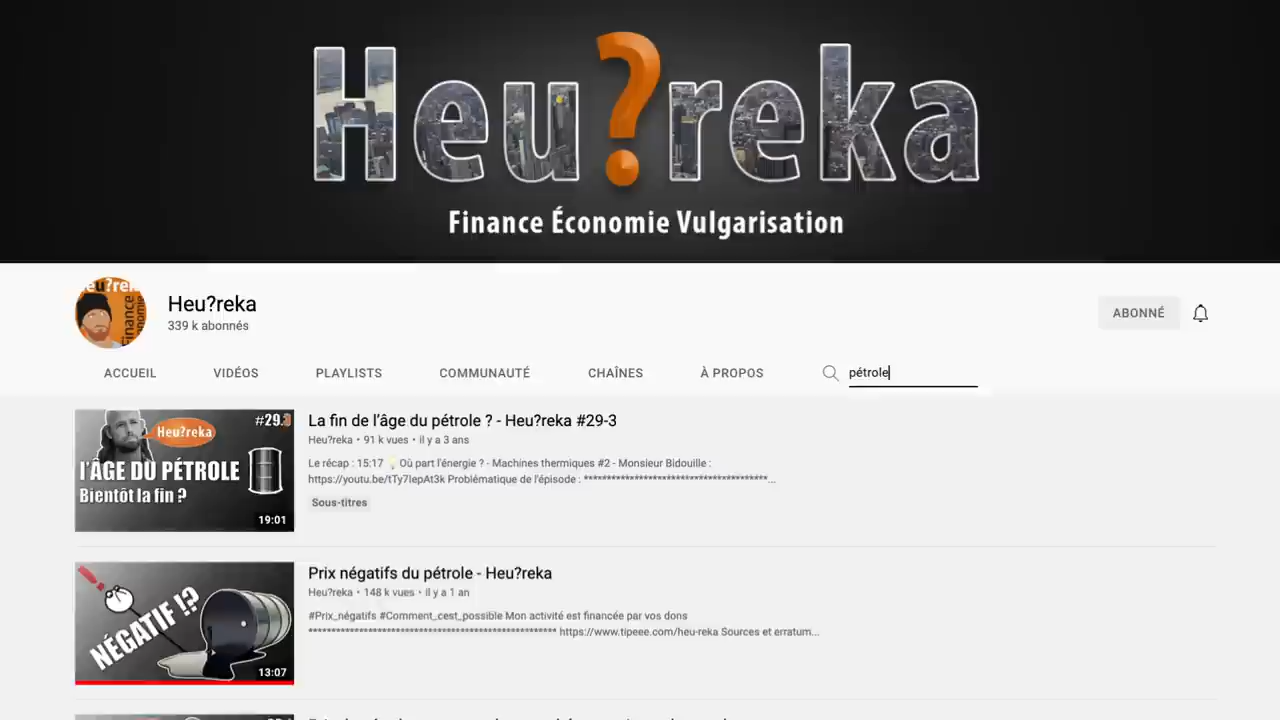 Heu?reka
Finance Économie Vulgarisation
Heu?reka
339 k abonnés
ABONNÉ
ACCUEIL
VIDÉOS
PLAYLISTS
COMMUNAUTÉ
CHAÎNES
À PROPOS
pétrole
#29.3
Heu?reka
l'ÂGE DU PÉTROLE
Bientôt la fin ?
19:01
La fin de l'âge du pétrole ? - Heu?reka #29-3
Heu?reka • 91 k vues • il y a 3 ans
Le récap : 15:17 💡Où part l'énergie ? - Machines thermiques #2 - Monsieur Bidouille :
https://youtu.be/tTy7IepAt3k Problématique de l'épisode : ****************************************...
Sous-titres
NÉGATIF !?
13:07
Prix négatifs du pétrole - Heu?reka
Heu?reka • 148 k vues • il y a 1 an
#Prix_négatifs #Comment_cest_possible Mon activité est financée par vos dons
****************************************************** https://www.tipeee.com/heu-reka Sources et erratum...